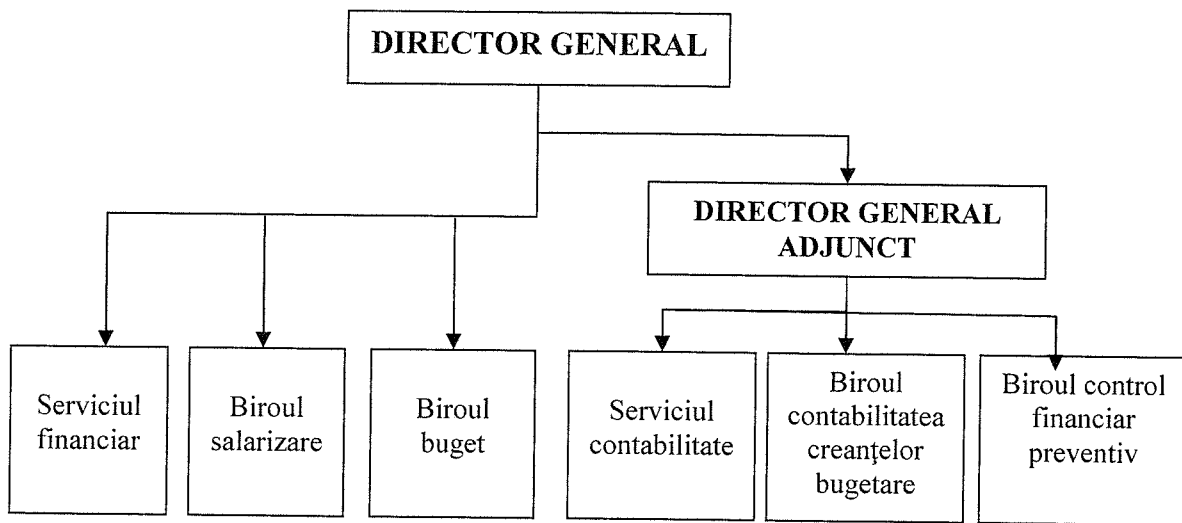 DIRECTOR GENERAL
DIRECTOR GENERAL
ADJUNCT
Serviciul
financiar
Biroul
salarizare
Biroul
buget
Serviciul
contabilitate
Biroul
contabilitatea
creanţelor
bugetare
Biroul control
financiar
preventiv